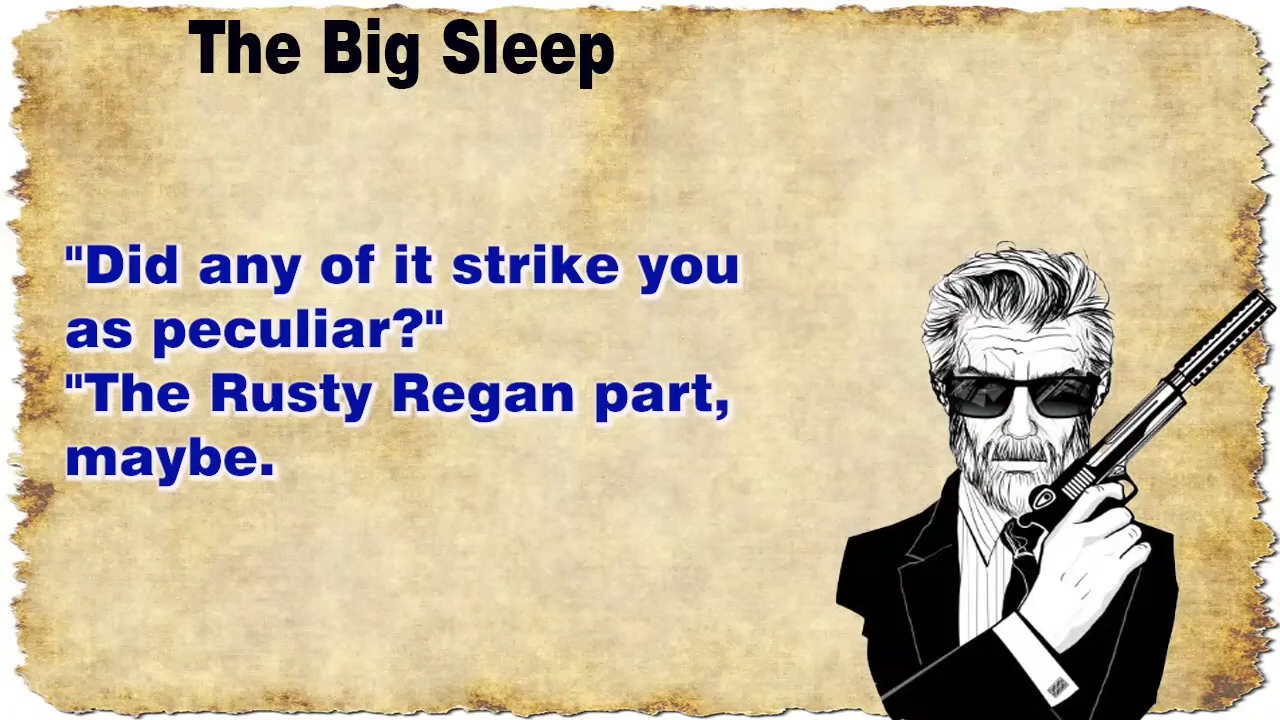 The Big Sleep
"Did any of it strike you
as peculiar?"
"The Rusty Regan part,
maybe.